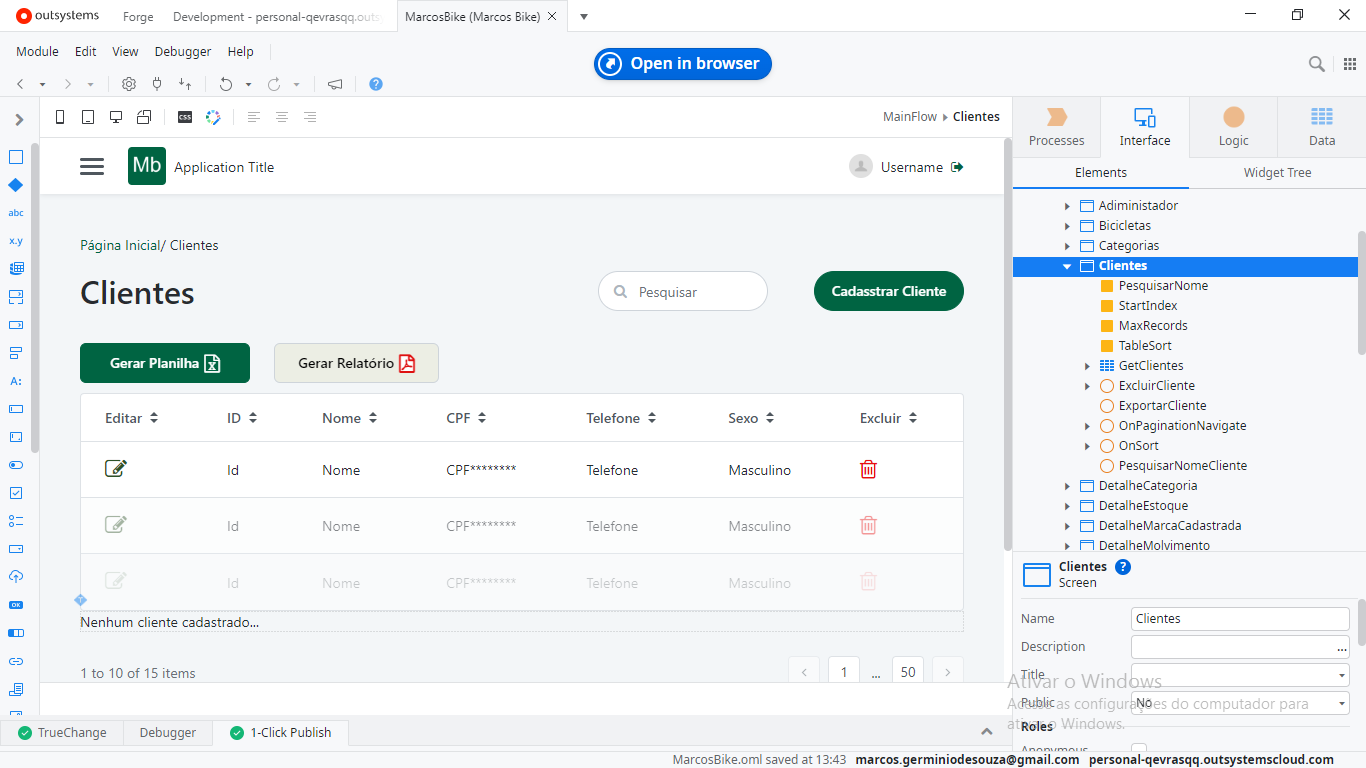 outsystems Forge Development - personal-qevrasqq.outs MarcosBike (Marcos Bike)
Module Edit View Debugger Help
Open in browser
MainFlow Clientes
Processes Interface Logic Data
Elements Widget Tree
Mb Application Title Username
Página Inicial/ Clientes
Clientes
Pesquisar
Cadasstrar Cliente
Gerar Planilha Gerar Relatório
Editar ID Nome CPF Telefone Sexo Excluir
Id Nome CPF******** Telefone Masculino
Id Nome CPF******** Telefone Masculino
Id Nome CPF******** Telefone Masculino
Nenhum cliente cadastrado...
1 to 10 of 15 items
1 ... 50
CSS
abc
x.y
A:
OK
Adiministador
Bicicletas
Categorias
Clientes
PesquisarNome
StartIndex
MaxRecords
TableSort
GetClientes
ExcluirCliente
ExportarCliente
OnPaginationNavigate
OnSort
PesquisarNomeCliente
DetalheCategoria
DetalheEstoque
DetalheMarcaCadastrada
DetalheMolvimento
Clientes
Screen
Name Clientes
Description ...
Title
Public No
Roles
Anonymous
Ativar o Windows
Acesse as configurações do computador para
ativar o Windows.
TrueChange Debugger 1-Click Publish
MarcosBike.oml saved at 13:43 marcos.germiniodesouza@gmail.com personal-qevrasqq.outsystemscloud.com